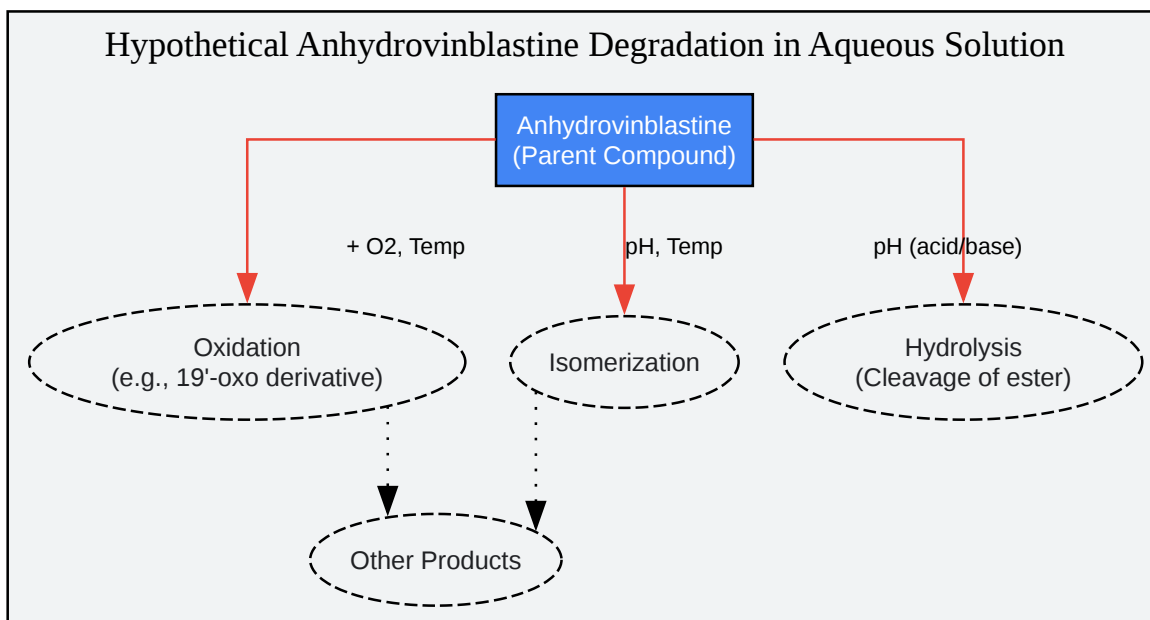 Hypothetical Anhydrovinblastine Degradation in Aqueous Solution
Anhydrovinblastine
(Parent Compound)
+ O2, Temp
pH, Temp
pH (acid/base)
Oxidation
(e.g., 19'-oxo derivative)
Isomerization
Hydrolysis
(Cleavage of ester)
Other Products